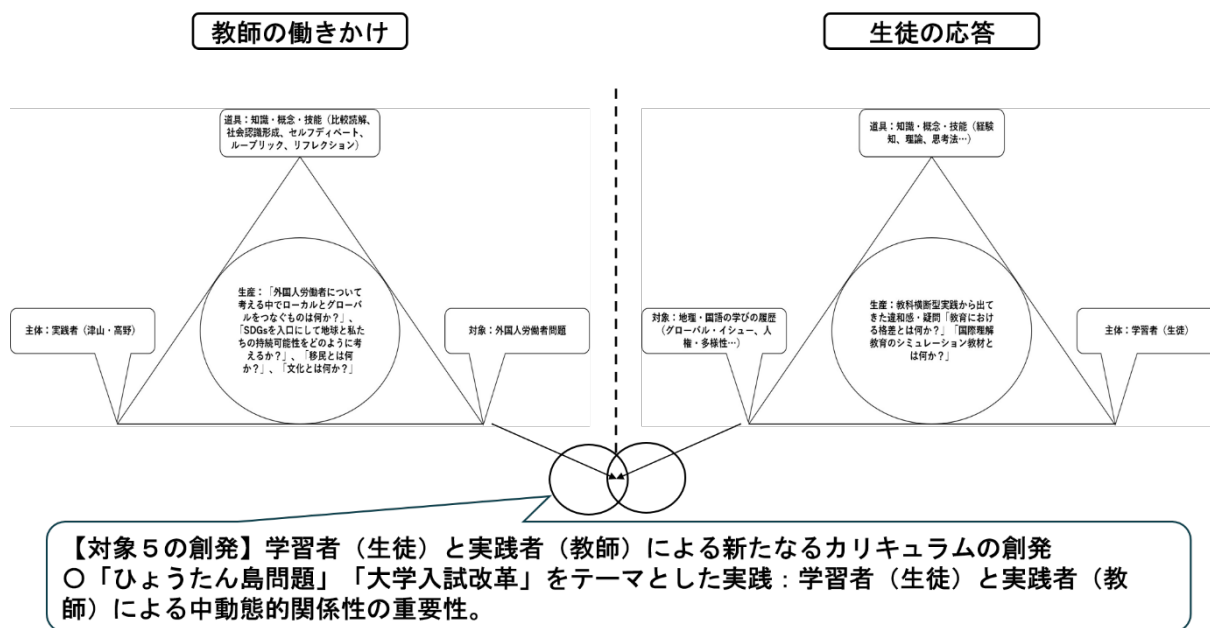 教師の働きかけ
生徒の応答
道具：知識・概念・技能（比較読解、
社会認識形成、セルフディベート、
ルーブリック、リフレクション）
生産：「外国人労働者について
考える中でローカルとグローバ
ルをつなぐものは何か？」、
「SDGsを入口にして地球と私た
ちの持続可能性をどのように考
えるか？」、「移民とは何
か？」、「文化とは何か？」
主体：実践者（津山・高野）
対象：外国人労働者問題
道具：知識・概念・技能（経験
知、理論、思考法…）
対象：地理・国語の学びの履歴
（グローバル・イシュー、人
権・多様性…）
生産：教科横断型実践から出て
きた違和感・疑問「教育におけ
る格差とは何か？」「国際理解
教育のシミュレーション教材と
は何か？」
主体：学習者（生徒）
【対象５の創発】学習者（生徒）と実践者（教師）による新たなるカリキュラムの創発
〇「ひょうたん島問題」「大学入試改革」をテーマとした実践：学習者（生徒）と実践者（教
師）による中動態的関係性の重要性。